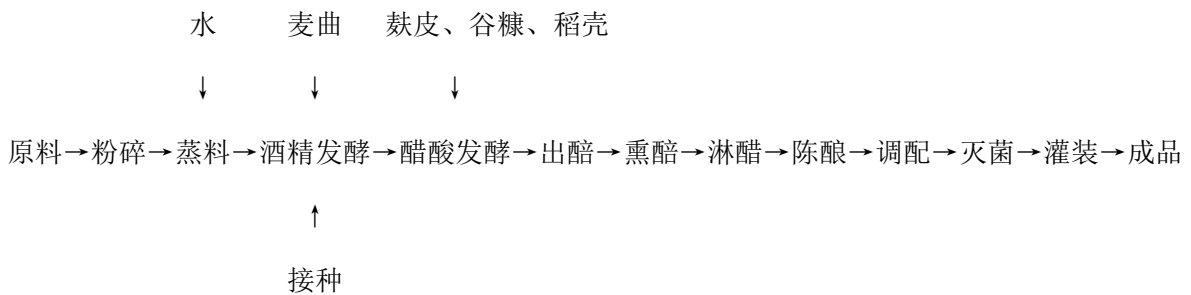 水 麦曲 麸皮、谷糠、稻壳
↓ ↓ ↓
原料→粉碎→蒸料→酒精发酵→醋酸发酵→出醅→熏醅→淋醋→陈酿→调配→灭菌→灌装→成品
↑
接种